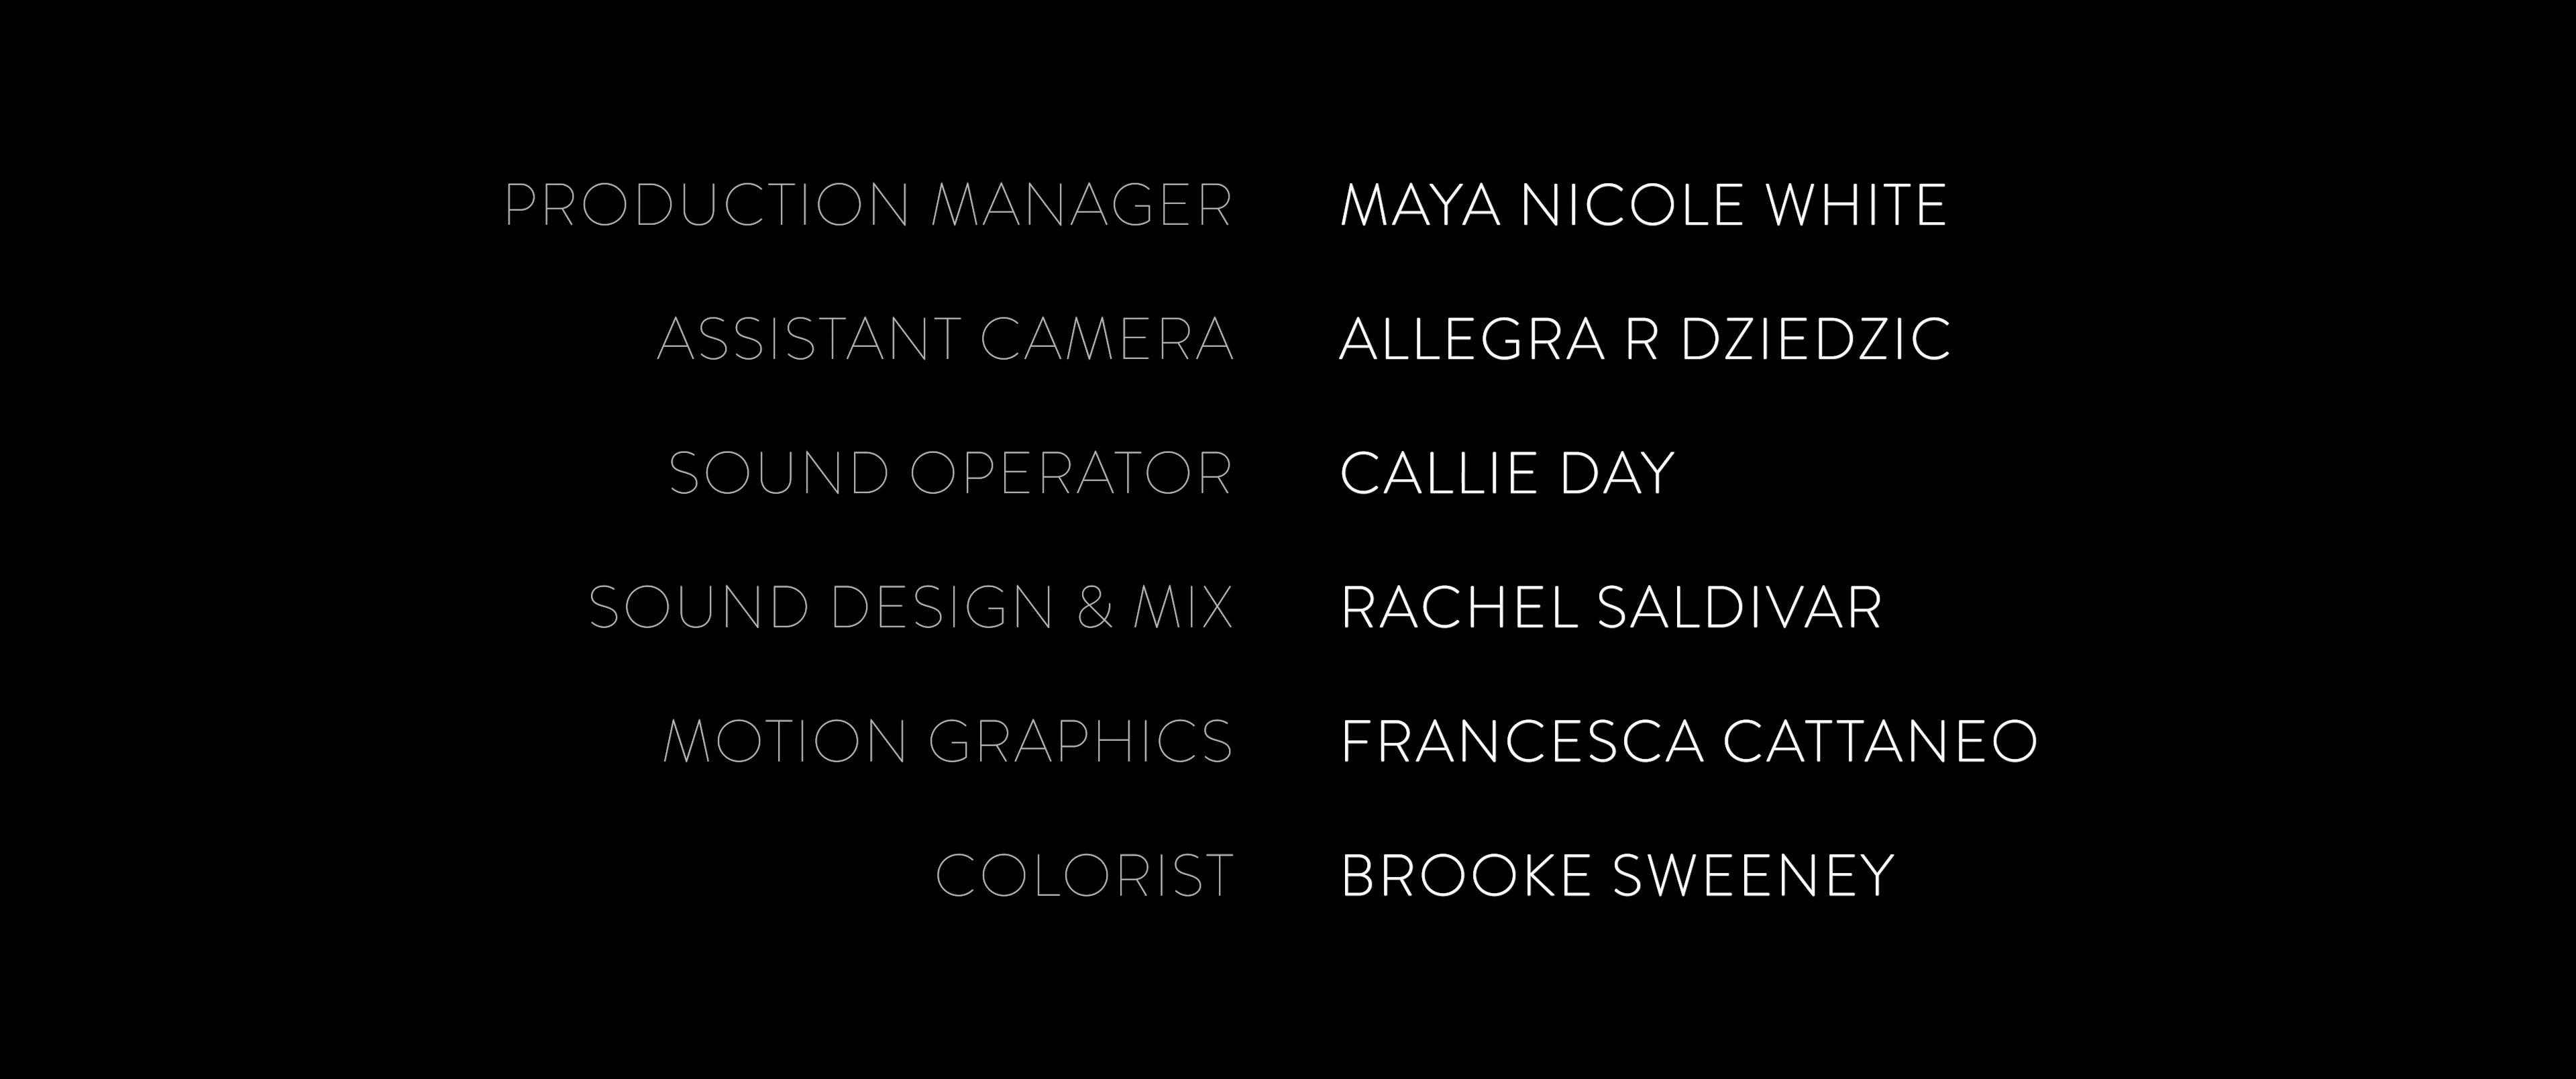 PRODUCTION MANAGER MAYA NICOLE WHITE
ASSISTANT CAMERA ALLEGRA R DZIEDZIC
SOUND OPERATOR CALLIE DAY
SOUND DESIGN & MIX RACHEL SALDIVAR
MOTION GRAPHICS FRANCESCA CATTANEO
COLORIST BROOKE SWEENEY